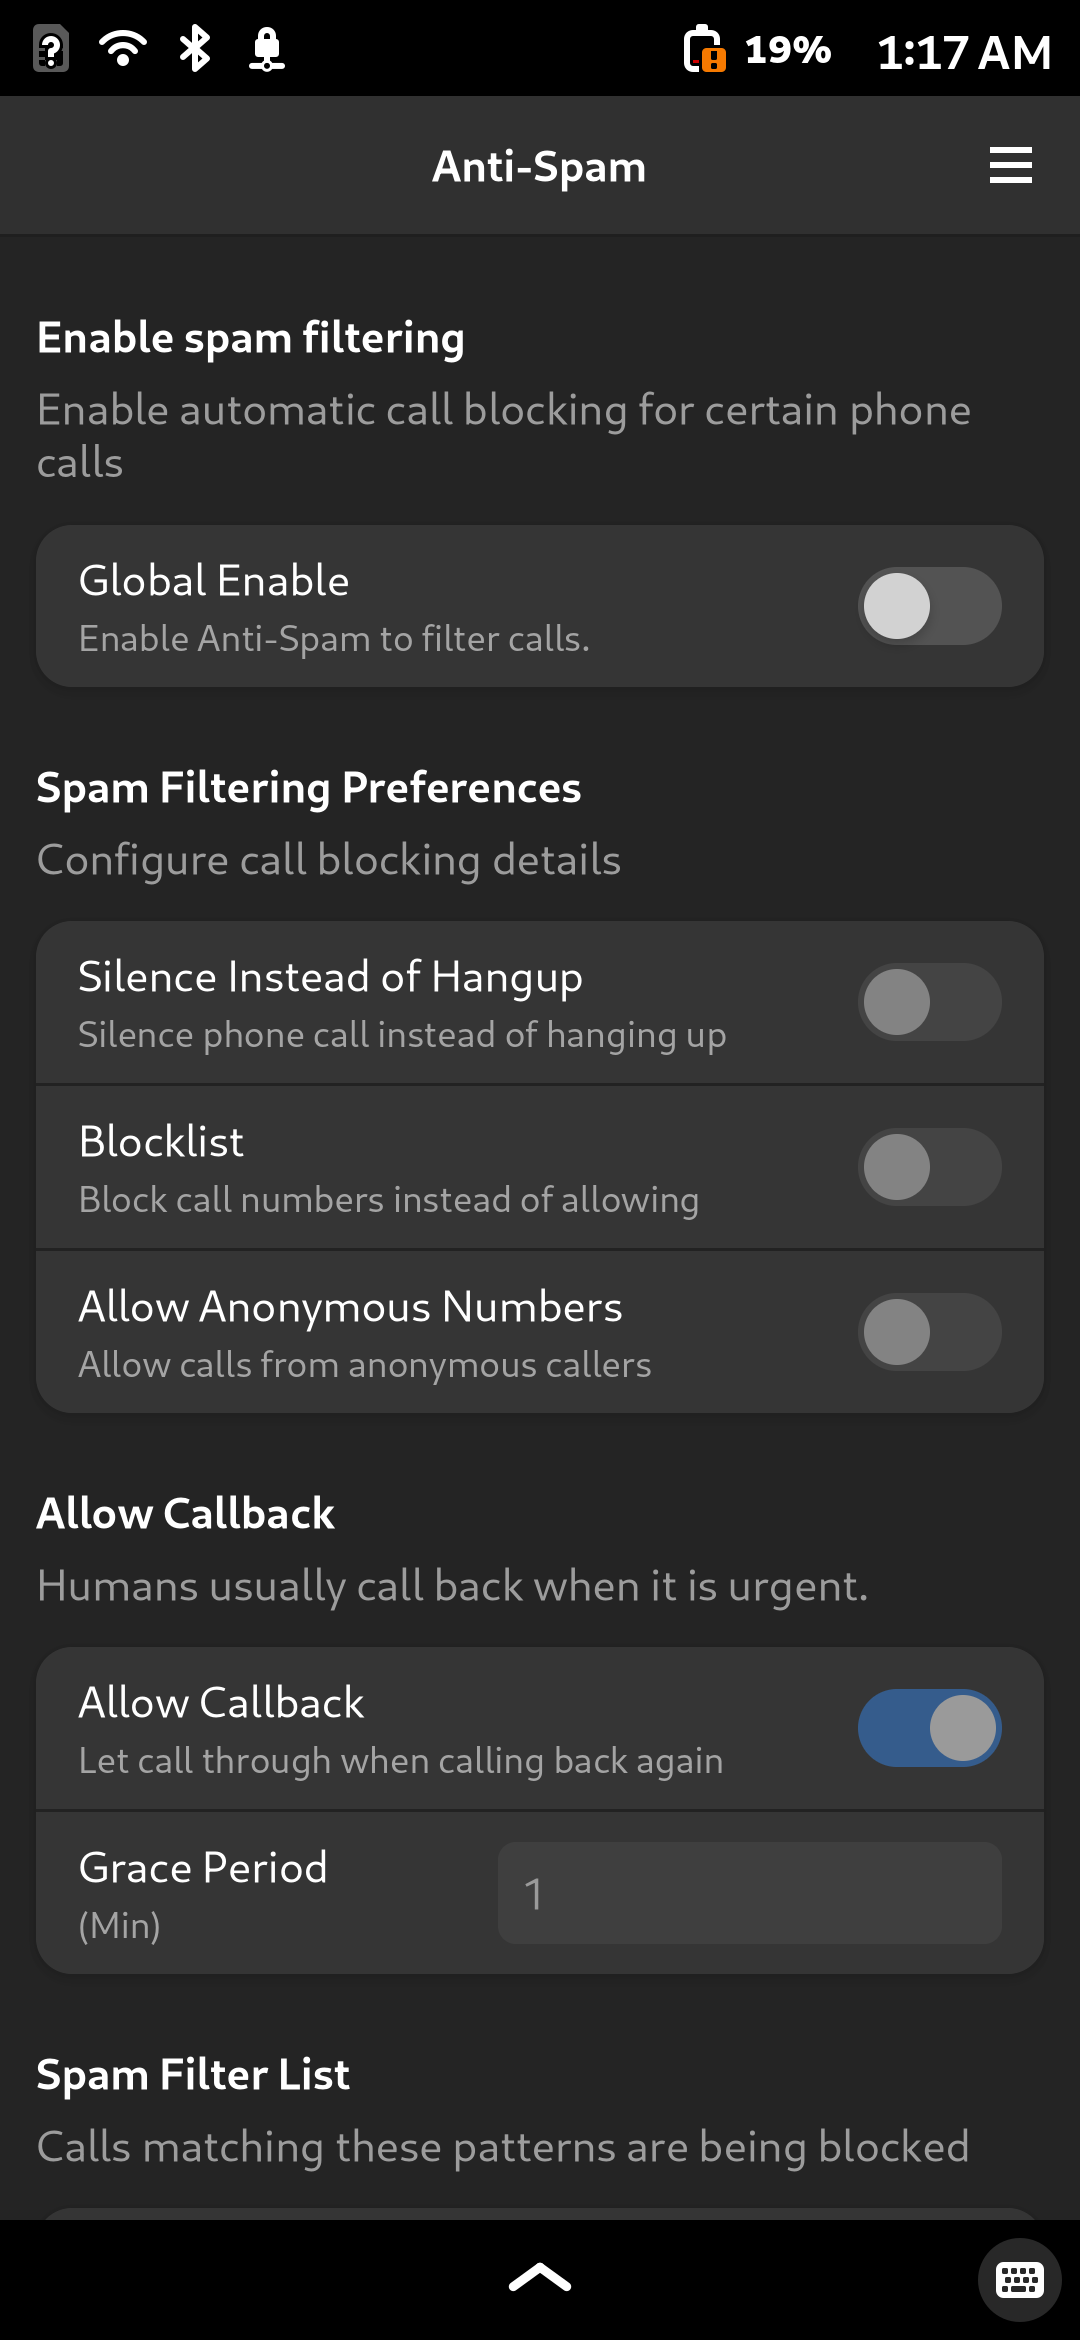 19% 1:17 AM
Anti-Spam
Enable spam filtering
Enable automatic call blocking for certain phone
calls
Global Enable
Enable Anti-Spam to filter calls.
Spam Filtering Preferences
Configure call blocking details
Silence Instead of Hangup
Silence phone call instead of hanging up
Blocklist
Block call numbers instead of allowing
Allow Anonymous Numbers
Allow calls from anonymous callers
Allow Callback
Humans usually call back when it is urgent.
Allow Callback
Let call through when calling back again
Grace Period
(Min)
1
Spam Filter List
Calls matching these patterns are being blocked